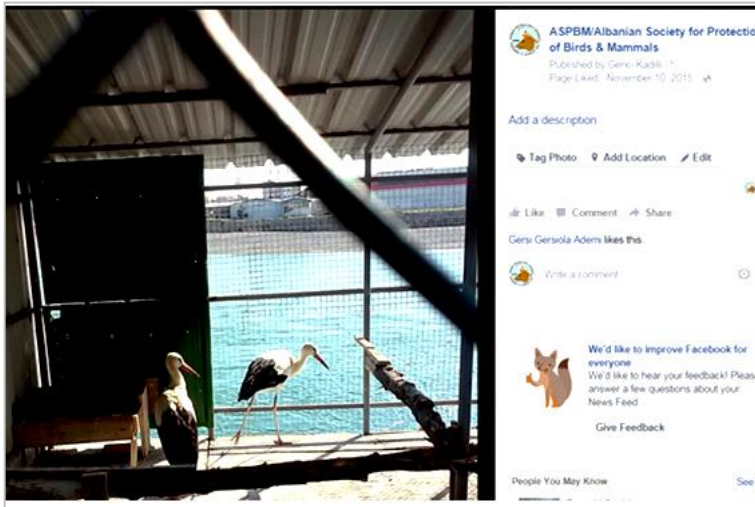 ASPBM/Albanian Society for Protectio
of Birds & Mammals
Published by Genci Kadilli
Page Liked · November 10, 2015
Add a description
Tag Photo Add Location Edit
Like Comment Share
Gersi Gersiola Ademi likes this
Write a comment
We'd like to improve Facebook for
everyone
We'd like to hear your feedback! Pleas
answer a few questions about your
News Feed
Give Feedback
People You May Know
See